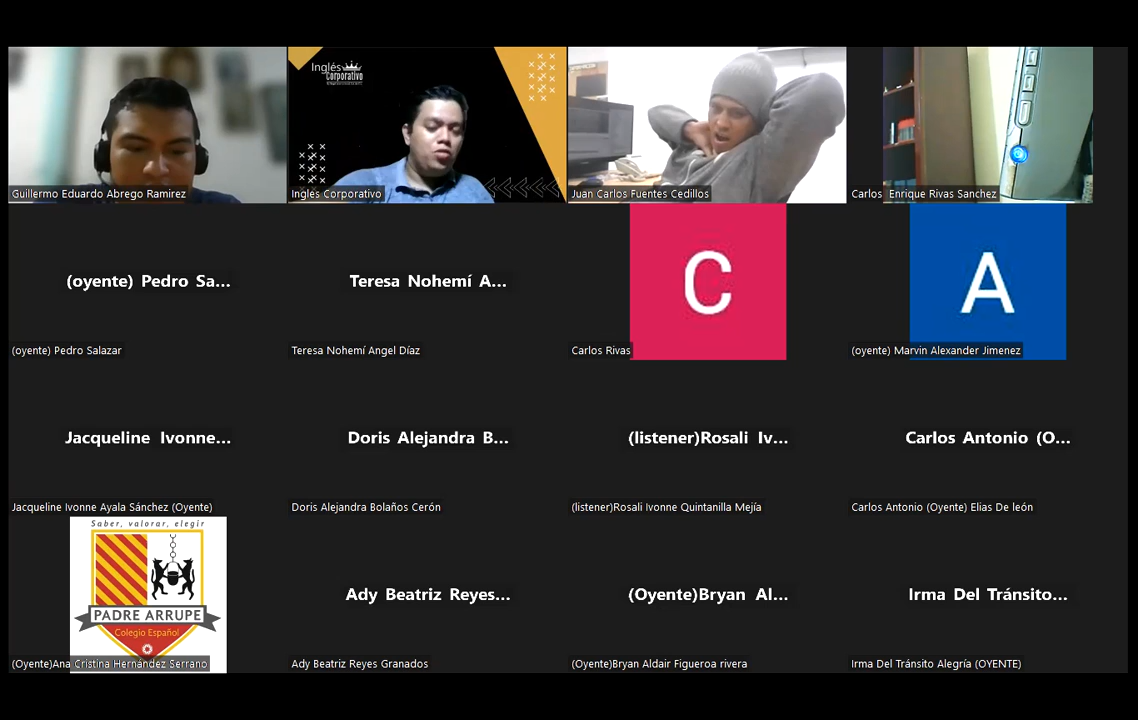 Inglés
Corporativo
Guillermo Eduardo Abrego Ramirez
Inglés Corporativo
Juan Carlos Fuentes Cedillos
Carlos Enrique Rivas Sanchez
(oyente) Pedro Sa...
Teresa Nohemí A...
C
A
(oyente) Pedro Salazar
Teresa Nohemí Angel Díaz
Carlos Rivas
(oyente) Marvin Alexander Jimenez
Jacqueline Ivonne...
Doris Alejandra B...
(listener)Rosali Iv...
Carlos Antonio (O...
Jacqueline Ivonne Ayala Sánchez (Oyente)
Doris Alejandra Bolaños Cerón
(listener)Rosali Ivonne Quintanilla Mejía
Carlos Antonio (Oyente) Elias De león
Saber, valorar, elegir
PADRE ARRUPE
Colegio Español
Ady Beatriz Reyes...
(Oyente)Bryan Al...
Irma Del Tránsito...
(Oyente)Ana Cristina Hernández Serrano
Ady Beatriz Reyes Granados
(Oyente)Bryan Aldair Figueroa rivera
Irma Del Tránsito Alegría (OYENTE)